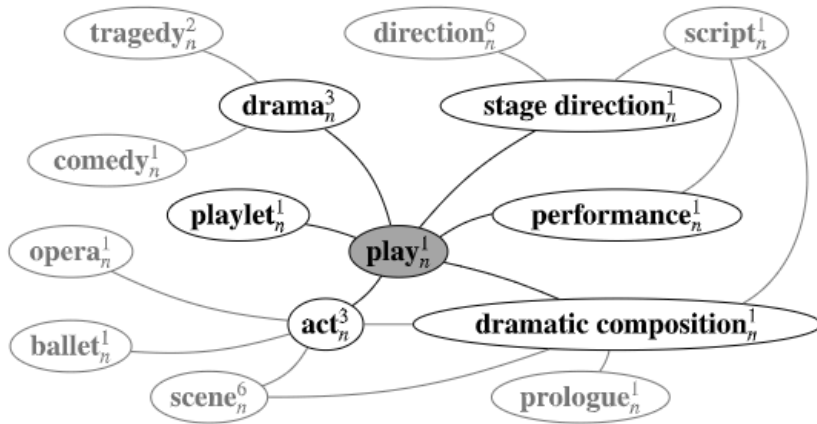 tragedy²ₙ
direction⁶ₙ
script¹ₙ
drama³ₙ
stage direction¹ₙ
comedy¹ₙ
playlet¹ₙ
performance¹ₙ
opera¹ₙ
play¹ₙ
act³ₙ
dramatic composition¹ₙ
ballet¹ₙ
scene⁶ₙ
prologue¹ₙ